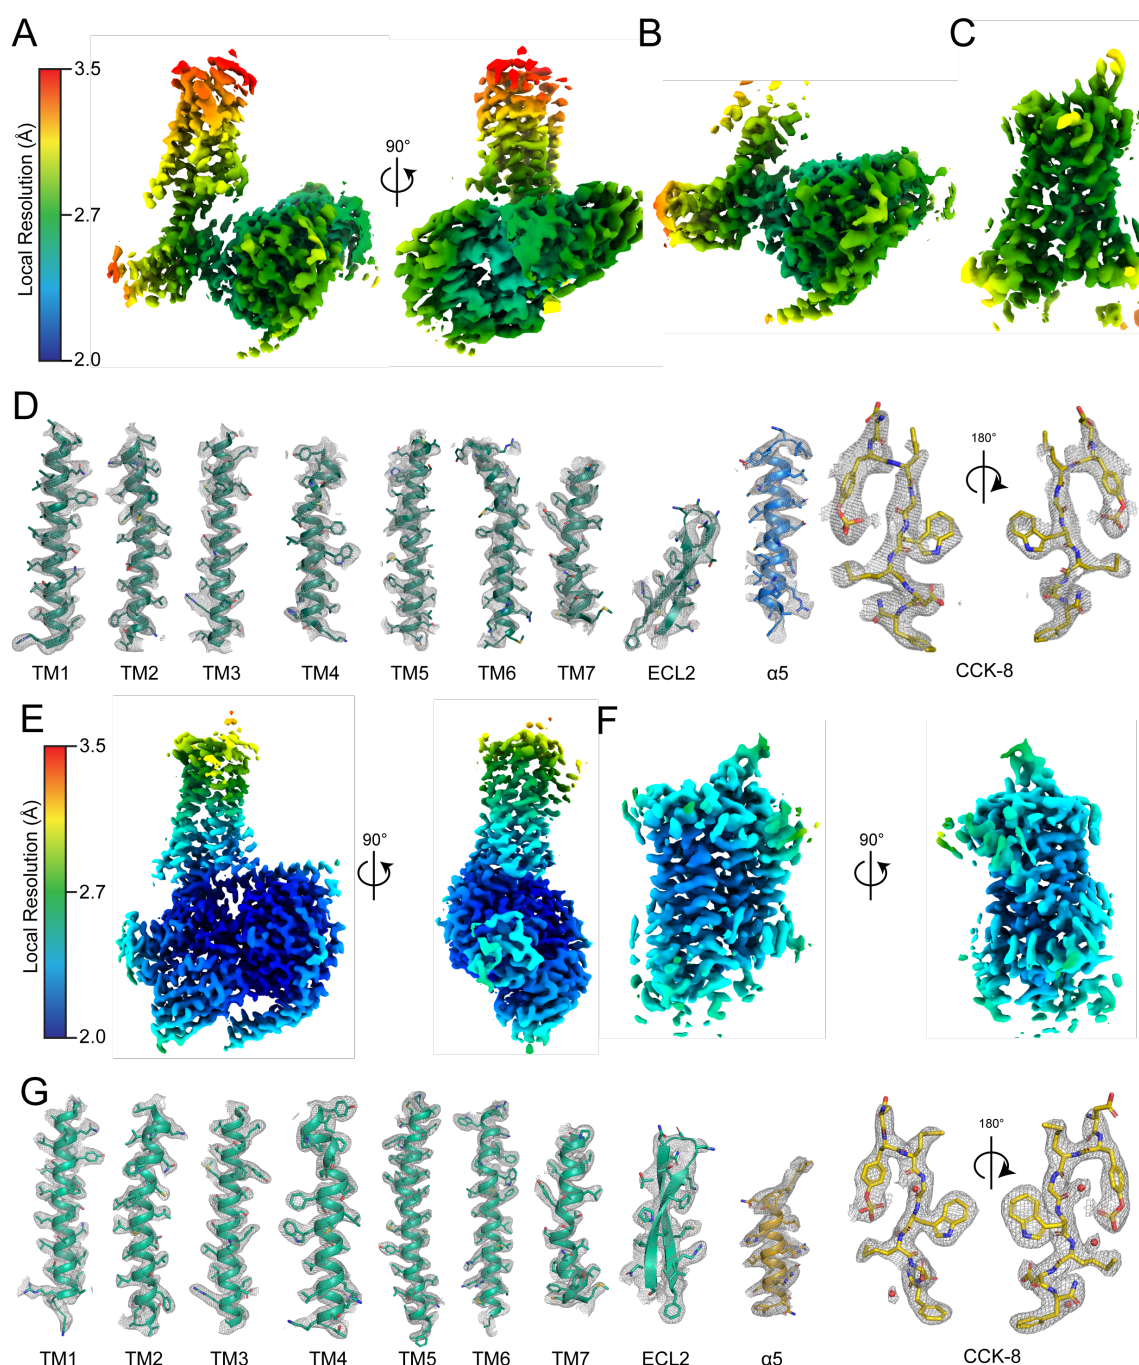 A
B
C
3.5
2.7
2.0
Local Resolution (Å)
90°
D
180°
TM1 TM2 TM3 TM4 TM5 TM6 TM7 ECL2 α5 CCK-8
E
F
3.5
2.7
2.0
Local Resolution (Å)
90°
90°
G
180°
TM1 TM2 TM3 TM4 TM5 TM6 TM7 ECL2 α5 CCK-8